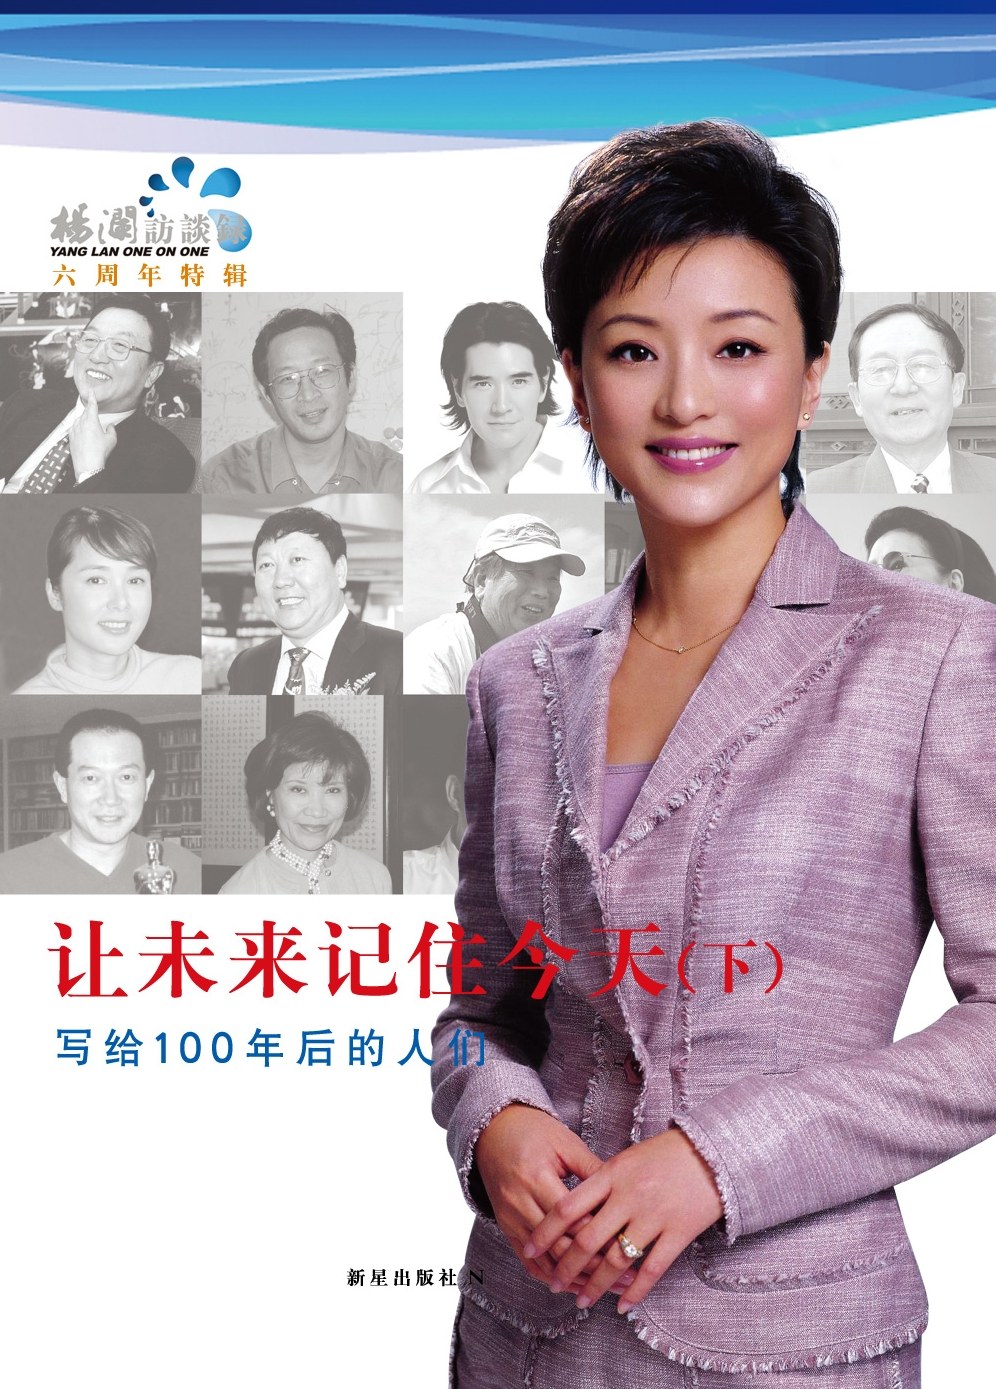 楊瀾訪談録
YANG LAN ONE ON ONE
六周年特辑
让未来记住今天(下)
写给100年后的人们
新星出版社 N